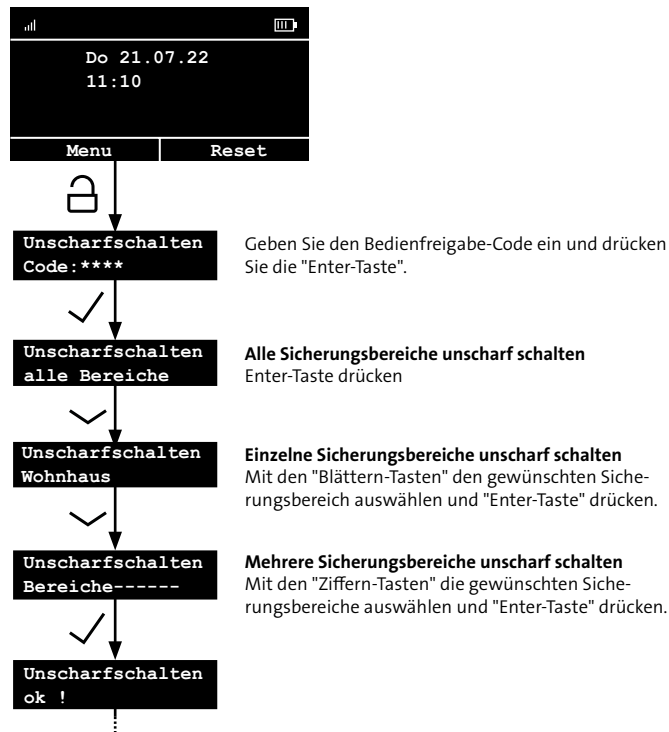 Do 21.07.22
11:10
Menu Reset
Unscharfschalten
Code:****
Geben Sie den Bedienfreigabe-Code ein und drücken
Sie die "Enter-Taste".
Unscharfschalten
alle Bereiche
Alle Sicherungsbereiche unscharf schalten
Enter-Taste drücken
Unscharfschalten
Wohnhaus
Einzelne Sicherungsbereiche unscharf schalten
Mit den "Blättern-Tasten" den gewünschten Siche-
rungsbereich auswählen und "Enter-Taste" drücken.
Unscharfschalten
Bereiche------
Mehrere Sicherungsbereiche unscharf schalten
Mit den "Ziffern-Tasten" die gewünschten Siche-
rungsbereiche auswählen und "Enter-Taste" drücken.
Unscharfschalten
ok !